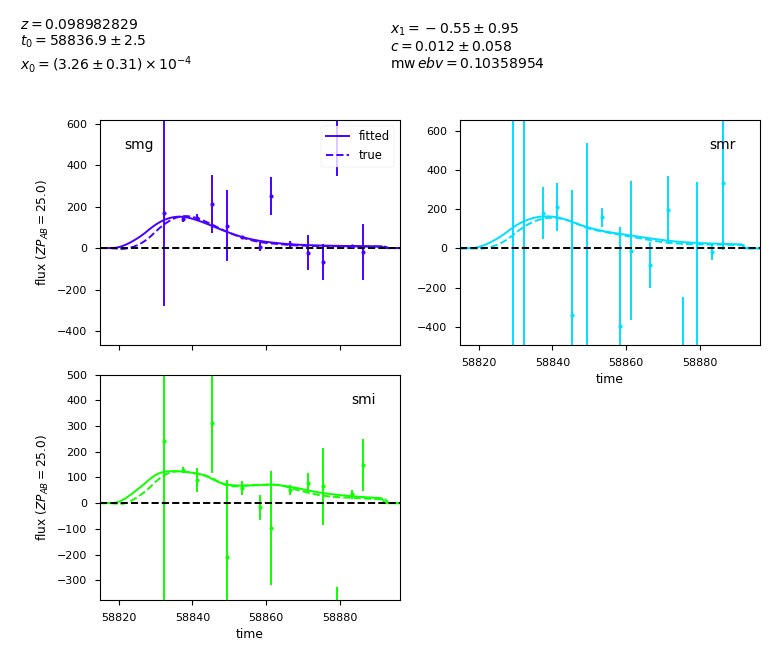 z = 0.098982829
t₀ = 58836.9 ± 2.5
x₀ = (3.26 ± 0.31) × 10⁻⁴
x₁ = −0.55 ± 0.95
c = 0.012 ± 0.058
mw ebv = 0.10358954
smg
fitted
true
600
400
200
0
−200
−400
flux (ZP_AB = 25.0)
smr
600
400
200
0
−200
−400
58820 58840 58860 58880
time
smi
500
400
300
200
100
0
−100
−200
−300
flux (ZP_AB = 25.0)
58820 58840 58860 58880
time